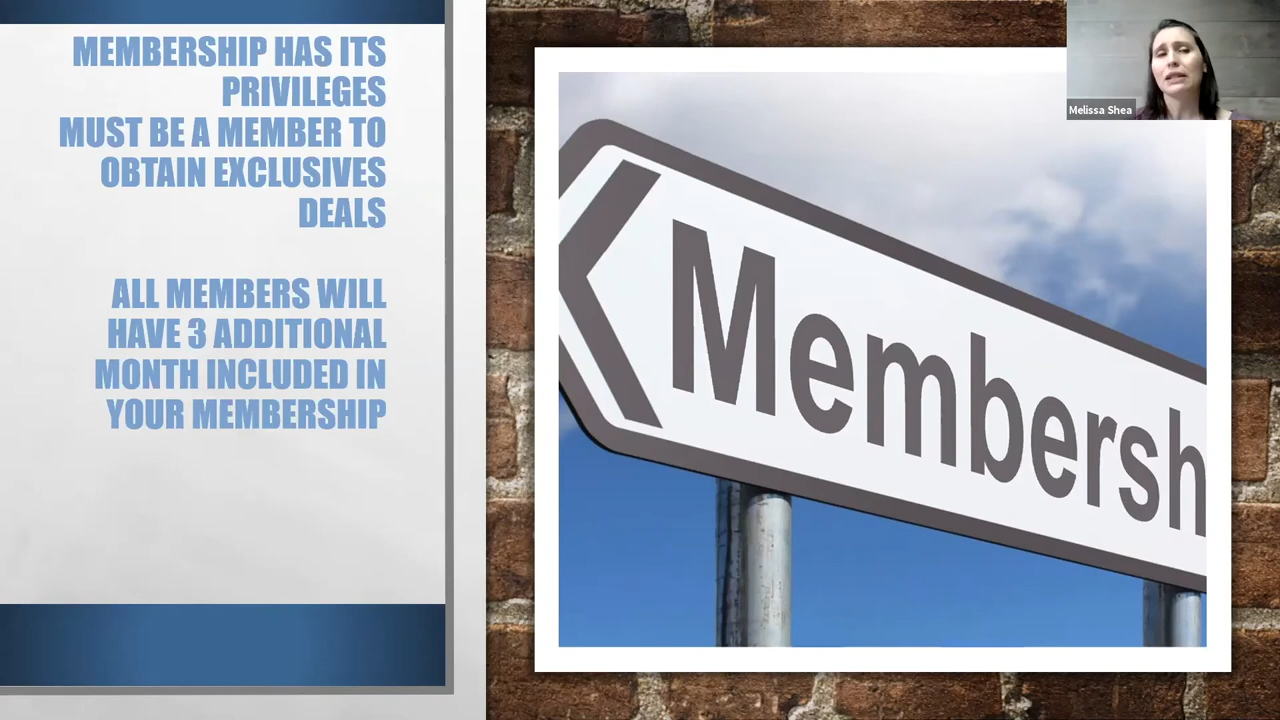 MEMBERSHIP HAS ITS
PRIVILEGES
MUST BE A MEMBER TO
OBTAIN EXCLUSIVES
DEALS
ALL MEMBERS WILL
HAVE 3 ADDITIONAL
MONTH INCLUDED IN
YOUR MEMBERSHIP
Membersh
Melissa Shea